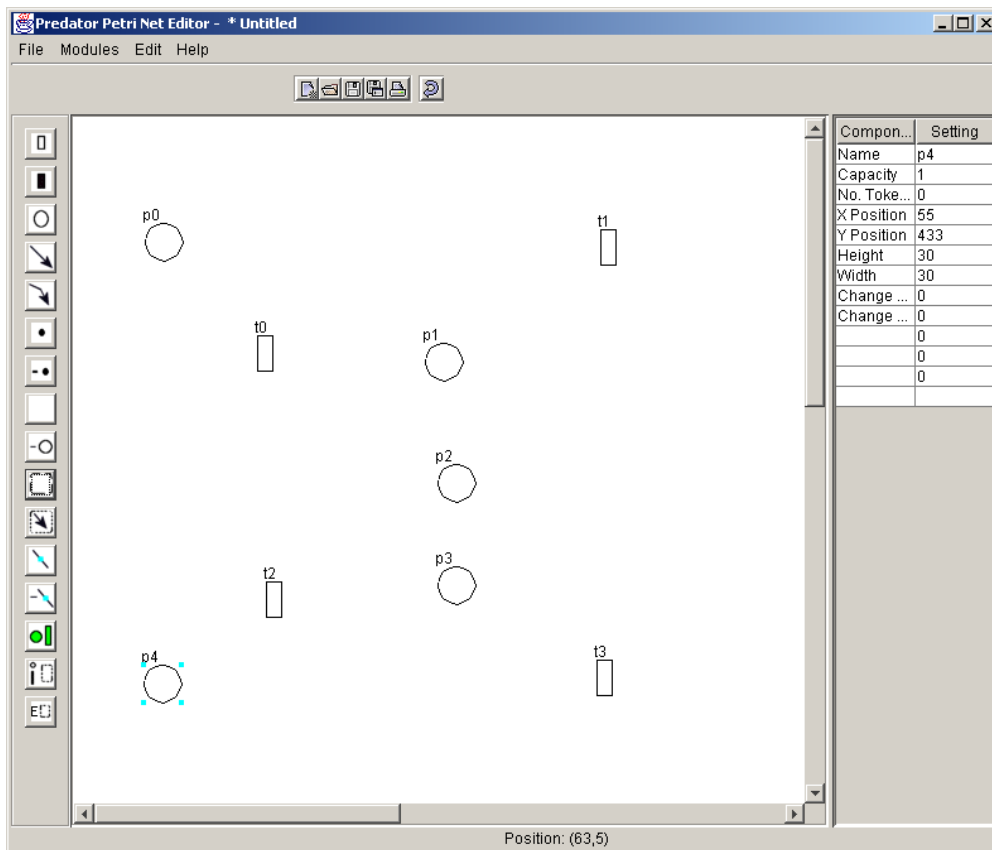 Predator Petri Net Editor - * Untitled
File Modules Edit Help
Compon... Setting
Name p4
Capacity 1
No. Toke... 0
X Position 55
Y Position 433
Height 30
Width 30
Change ... 0
Change ... 0
0
0
0
p0
t1
t0
p1
p2
p3
t2
p4
t3
E
Position: (63,5)